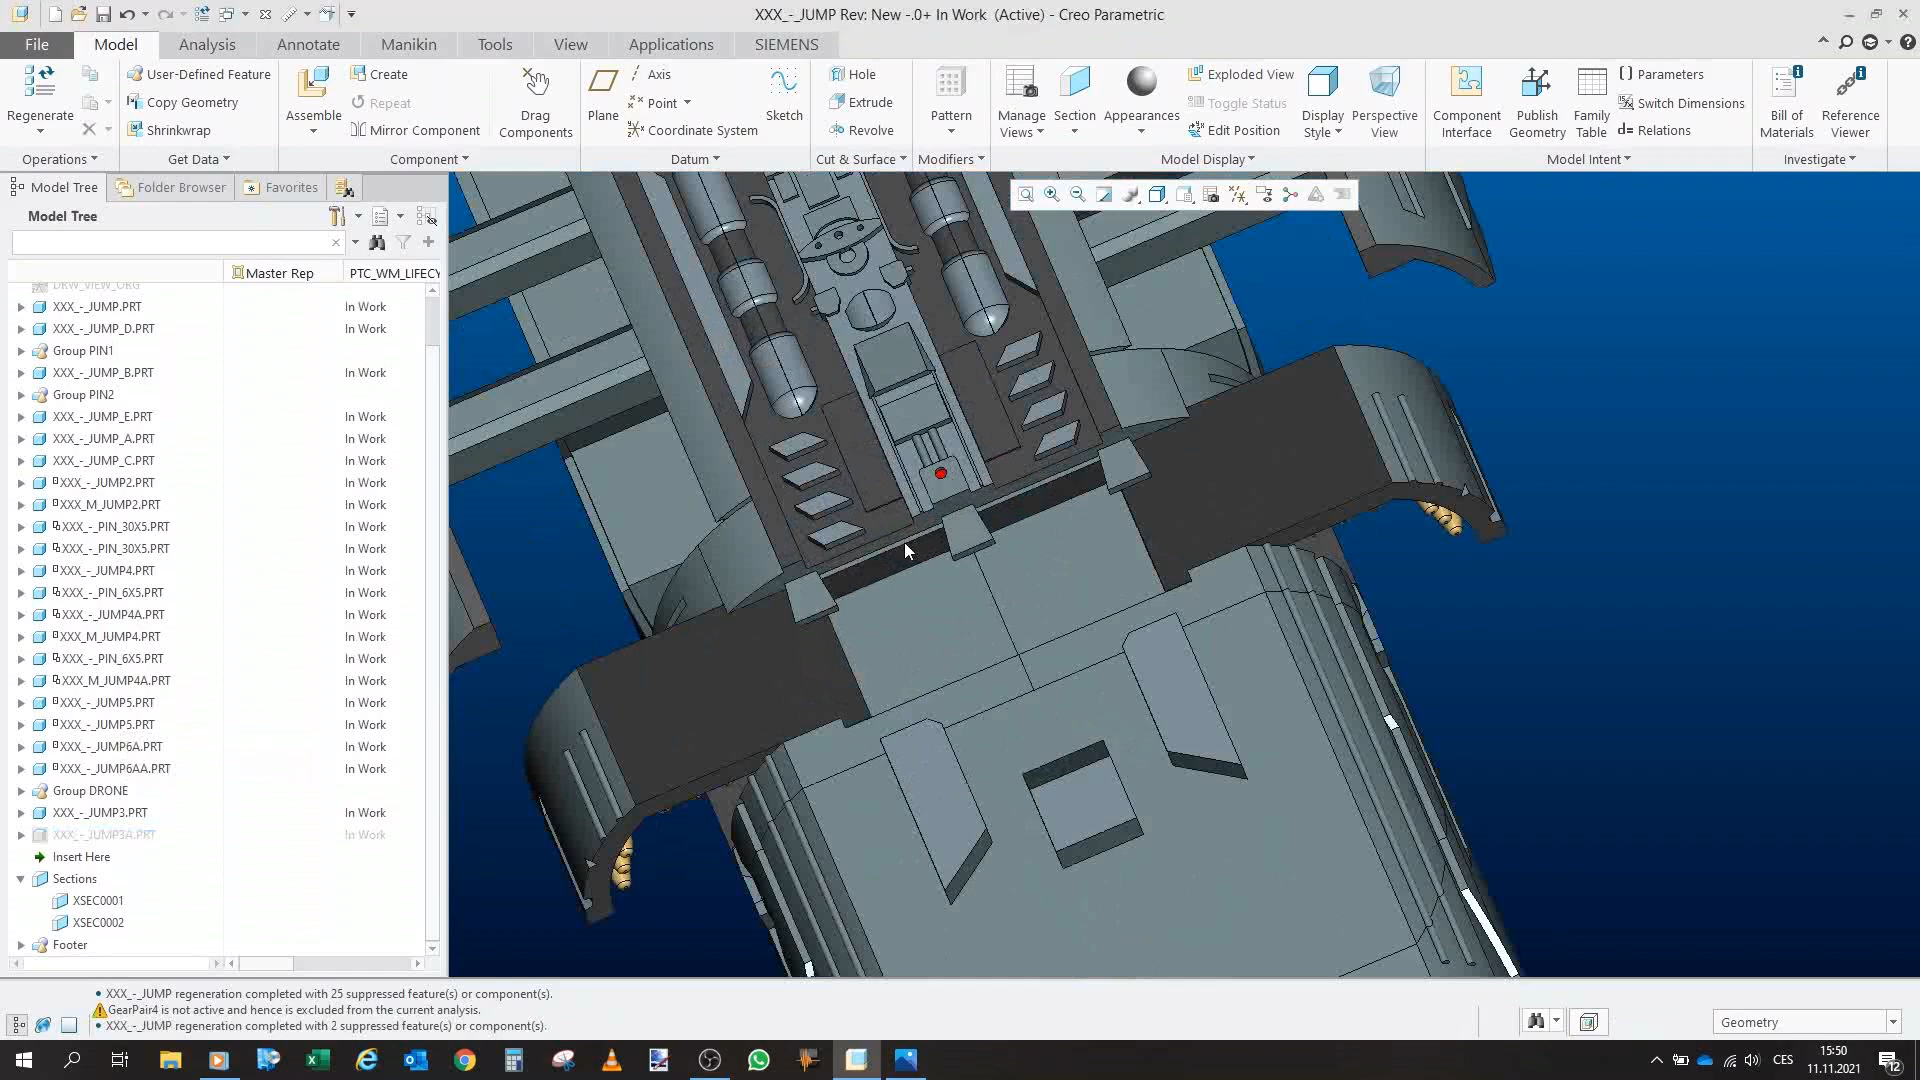 XXX_-_JUMP Rev: New -.0+ In Work (Active) - Creo Parametric
File Model Analysis Annotate Manikin Tools View Applications SIEMENS
Regenerate
User-Defined Feature
Copy Geometry
Shrinkwrap
Assemble
Create
Repeat
Mirror Component
Drag Components
Plane
Axis
Point
Coordinate System
Sketch
Hole
Extrude
Revolve
Pattern
Manage Views
Section
Appearances
Exploded View
Toggle Status
Edit Position
Display Style
Perspective View
Component Interface
Publish Geometry
Family Table
Parameters
Switch Dimensions
Relations
Bill of Materials
Reference Viewer
Operations Get Data Component Datum Cut & Surface Modifiers Model Display Model Intent Investigate
Model Tree Folder Browser Favorites
Model Tree
Master Rep PTC_WM_LIFECY
DRW_VIEW_ORG
XXX_-_JUMP.PRT In Work
XXX_-_JUMP_D.PRT In Work
Group PIN1
XXX_-_JUMP_B.PRT In Work
Group PIN2
XXX_-_JUMP_E.PRT In Work
XXX_-_JUMP_A.PRT In Work
XXX_-_JUMP_C.PRT In Work
XXX_-_JUMP2.PRT In Work
XXX_M_JUMP2.PRT In Work
XXX_-_PIN_30X5.PRT In Work
XXX_-_PIN_30X5.PRT In Work
XXX_-_JUMP4.PRT In Work
XXX_-_PIN_6X5.PRT In Work
XXX_-_JUMP4A.PRT In Work
XXX_M_JUMP4.PRT In Work
XXX_-_PIN_6X5.PRT In Work
XXX_M_JUMP4A.PRT In Work
XXX_-_JUMP5.PRT In Work
XXX_-_JUMP5.PRT In Work
XXX_-_JUMP6A.PRT In Work
XXX_-_JUMP6AA.PRT In Work
Group DRONE
XXX_-_JUMP3.PRT In Work
XXX_-_JUMP3A.PRT In Work
Insert Here
Sections
XSEC0001
XSEC0002
Footer
XXX_-_JUMP regeneration completed with 25 suppressed feature(s) or component(s).
GearPair4 is not active and hence is excluded from the current analysis.
XXX_-_JUMP regeneration completed with 2 suppressed feature(s) or component(s).
Geometry
CES
15:50
11.11.2021
12